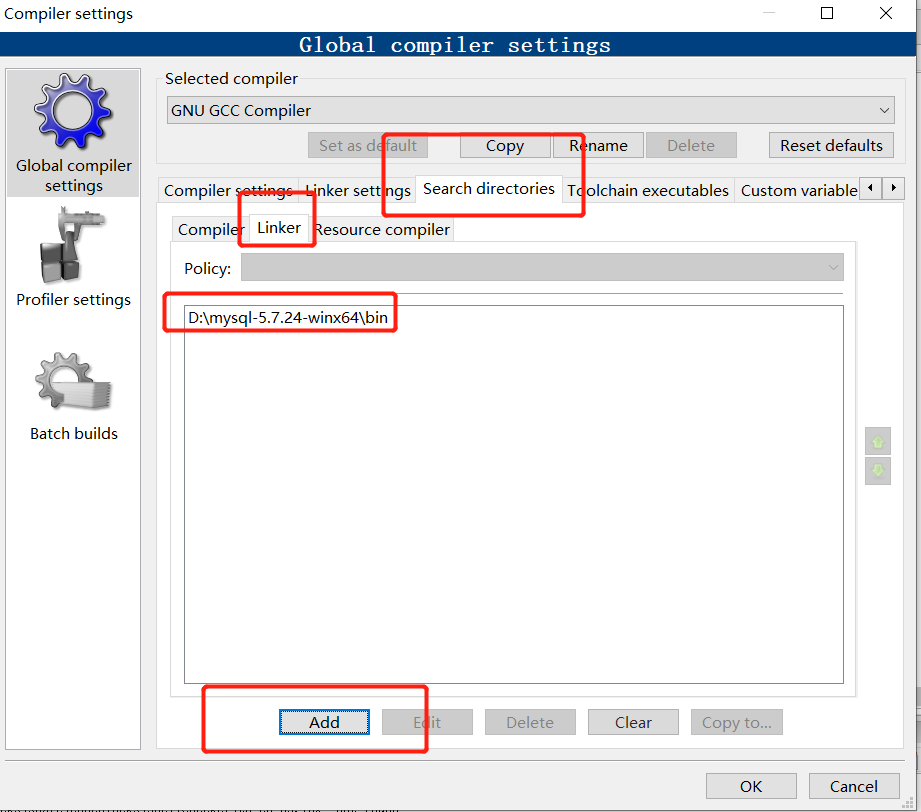 Compiler settings
Global compiler settings
Global compiler
settings
Profiler settings
Batch builds
Selected compiler
GNU GCC Compiler
Set as default
Copy
Rename
Delete
Reset defaults
Compiler settings
Linker settings
Search directories
Toolchain executables
Custom variable
Compiler
Linker
Resource compiler
Policy:
D:\mysql-5.7.24-winx64\bin
Add
Edit
Delete
Clear
Copy to...
OK
Cancel